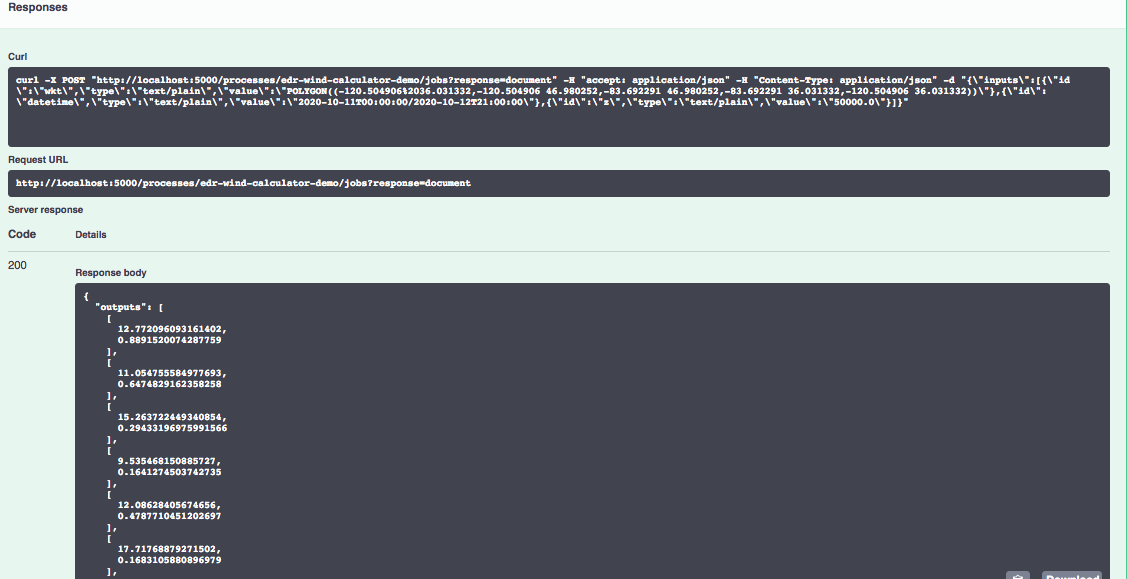 Responses
Curl
curl -X POST "http://localhost:5000/processes/edr-wind-calculator-demo/jobs?response=document" -H "accept: application/json" -H "Content-Type: application/json" -d "{\"inputs\":[{\"id
\":\"wkt\",\"type\":\"text/plain\",\"value\":\"POLYGON((-120.504906%2036.031332,-120.504906 46.980252,-83.692291 46.980252,-83.692291 36.031332,-120.504906 36.031332))\"},{\"id\":
\"datetime\",\"type\":\"text/plain\",\"value\":\"2020-10-11T00:00:00/2020-10-12T21:00:00\"},{\"id\":\"z\",\"type\":\"text/plain\",\"value\":\"50000.0\"}]}"
Request URL
http://localhost:5000/processes/edr-wind-calculator-demo/jobs?response=document
Server response
Code Details
200
Response body
{
"outputs": [
[
12.772096093161402,
0.8891520074287759
],
[
11.054755584977693,
0.6474829162358258
],
[
15.263722449340854,
0.29433196975991566
],
[
9.535468150885727,
0.1641274503742735
],
[
12.08628405674656,
0.4787710451202697
],
[
17.71768879271502,
0.1683105880896979
],
Download